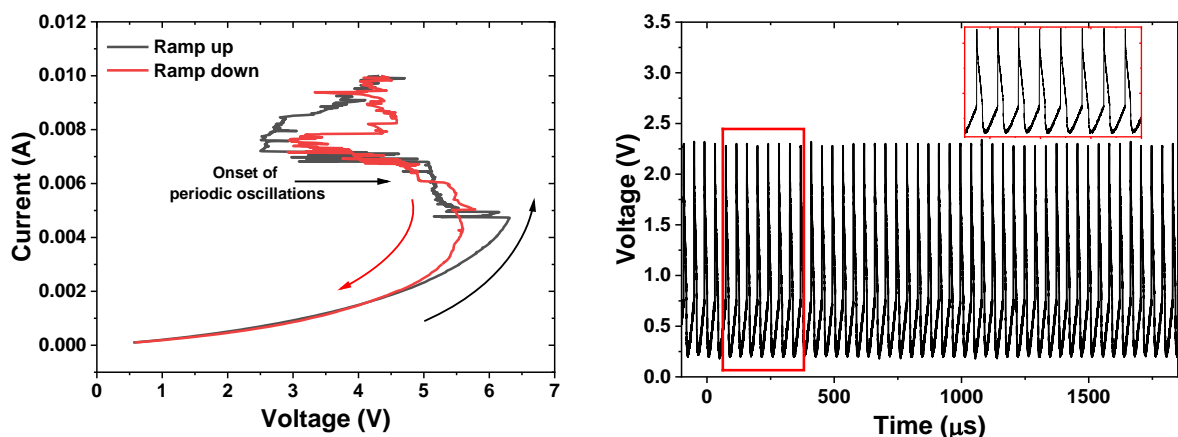 0.014
0.012
0.010
0.008
0.006
0.004
0.002
0.000
Current (A)
Ramp up
Ramp down
Onset of
periodic oscillations
0 1 2 3 4 5 6 7
Voltage (V)
3.5
3.0
2.5
2.0
1.5
1.0
0.5
0.0
Voltage (V)
0 500 1000 1500
Time (μs)